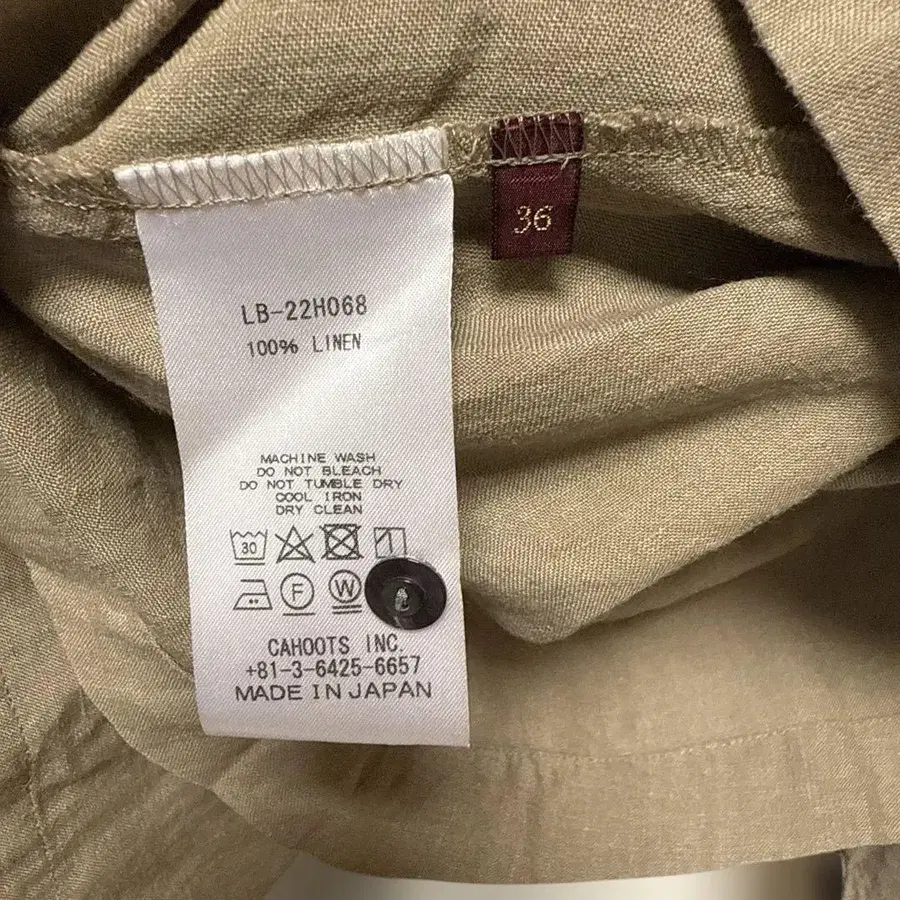 36
LB-22H068
100% LINEN
MACHINE WASH
DO NOT BLEACH
DO NOT TUMBLE DRY
COOL IRON
DRY CLEAN
30
F W
CAHOOTS INC.
+81-3-6425-6657
MADE IN JAPAN